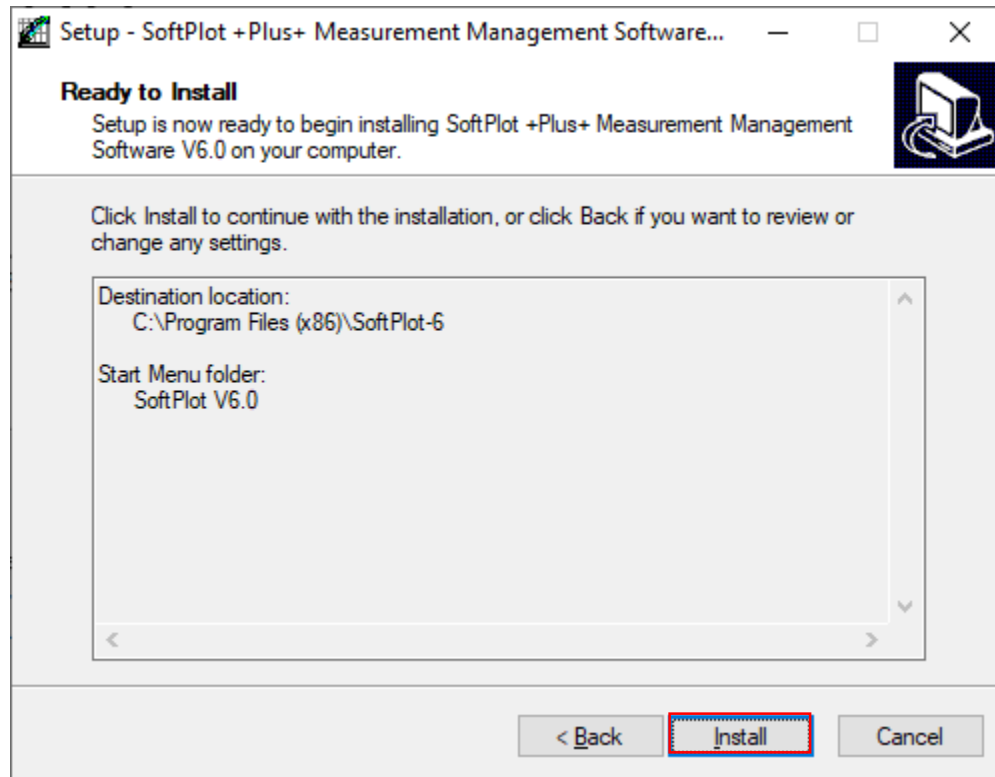 Setup - SoftPlot +Plus+ Measurement Management Software...
Ready to Install
Setup is now ready to begin installing SoftPlot +Plus+ Measurement Management
Software V6.0 on your computer.
Click Install to continue with the installation, or click Back if you want to review or
change any settings.
Destination location:
C:\Program Files (x86)\SoftPlot-6
Start Menu folder:
SoftPlot V6.0
< Back
Install
Cancel